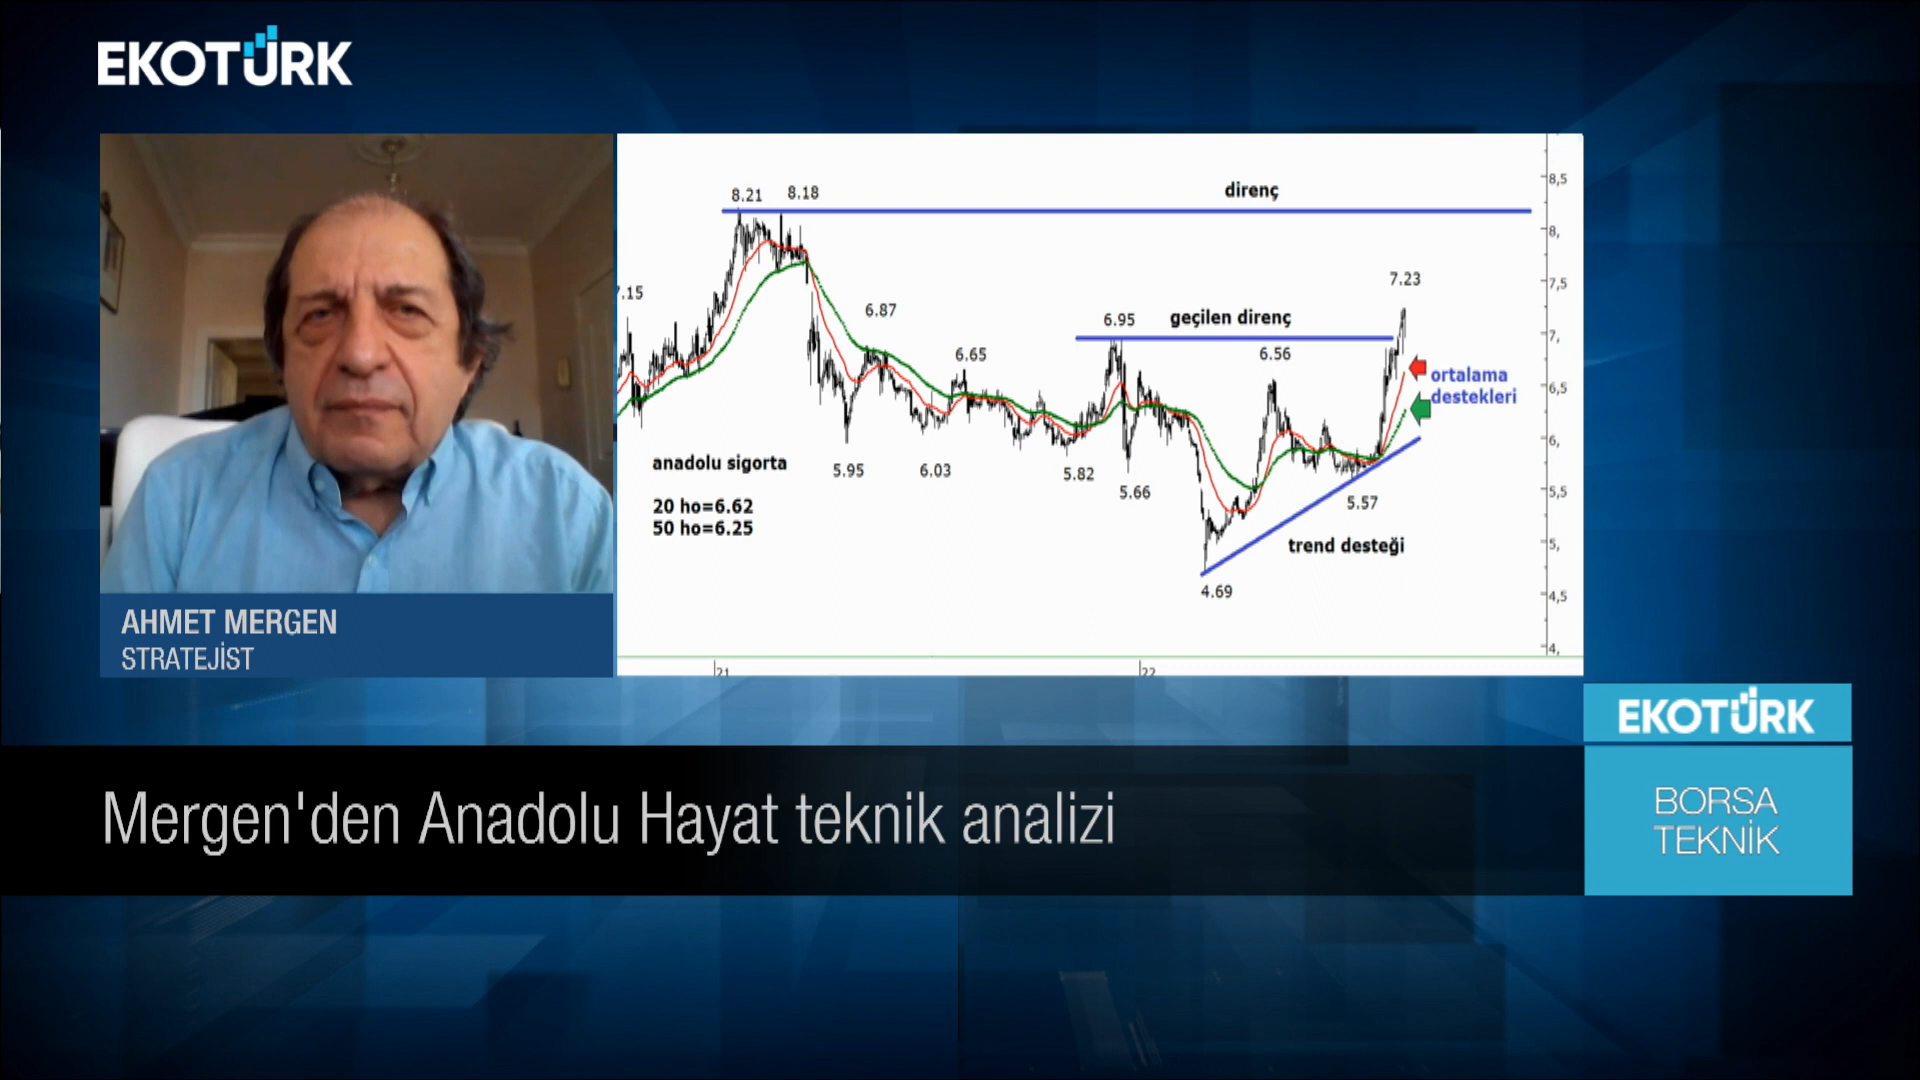 EKOTÜRK
8.21
8.18
direnç
8,5
8,
7.23
7,5
7.15
6.87
6.95
geçilen direnç
7,
6.65
6.56
ortalama
destekleri
6,5
6,
anadolu sigorta
5.95
6.03
5.82
5.66
5,5
20 ho=6.62
50 ho=6.25
5.57
trend desteği
5,
4.69
4,5
4,
21
22
AHMET MERGEN
STRATEJİST
EKOTÜRK
Mergen'den Anadolu Hayat teknik analizi
BORSA
TEKNİK